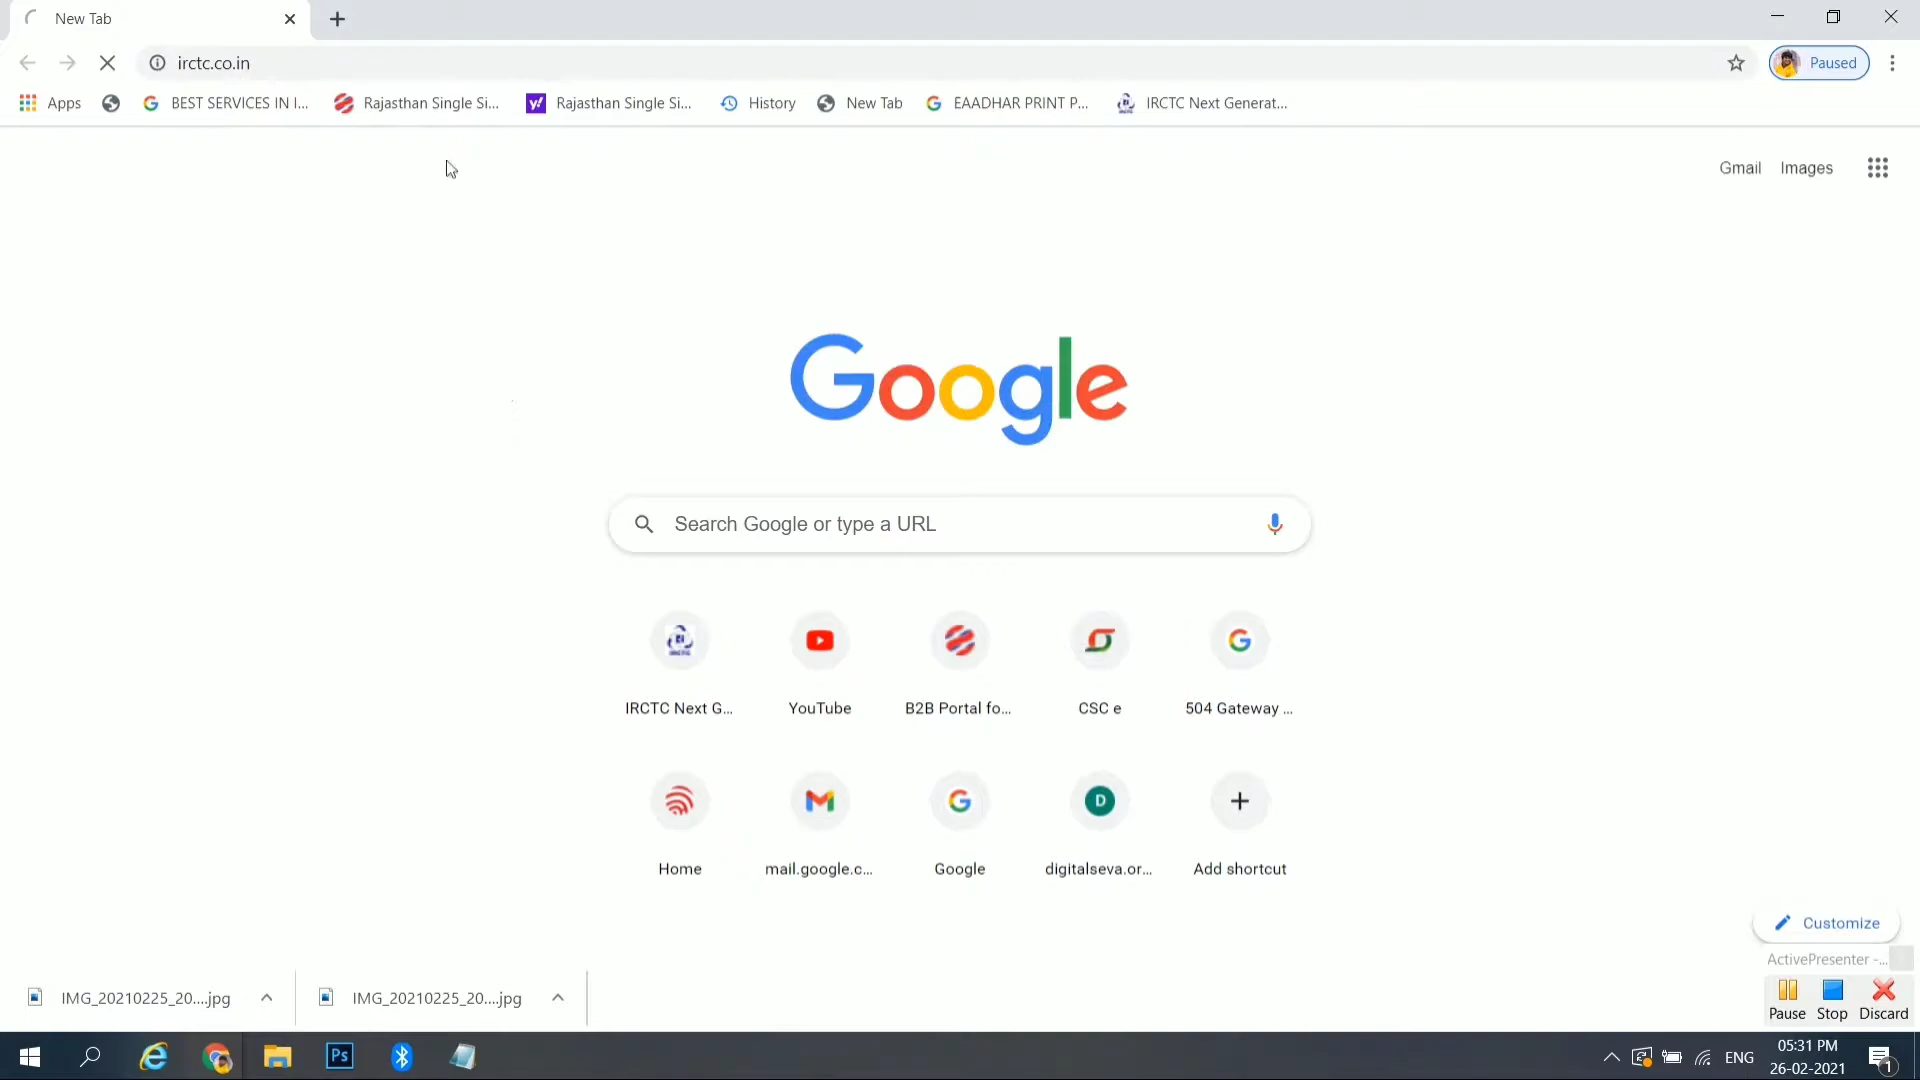 New Tab
irctc.co.in
Paused
Apps
BEST SERVICES IN I...
Rajasthan Single Si...
Rajasthan Single Si...
History
New Tab
EAADHAR PRINT P...
IRCTC Next Generat...
Gmail Images
Google
Search Google or type a URL
IRCTC Next G...
YouTube
B2B Portal fo...
CSC e
504 Gateway ...
D
Home
mail.google.c...
Google
digitalseva.or...
Add shortcut
Customize
ActivePresenter -...
IMG_20210225_20....jpg
IMG_20210225_20....jpg
Pause Stop Discard
Ps
ENG
05:31 PM
26-02-2021
1